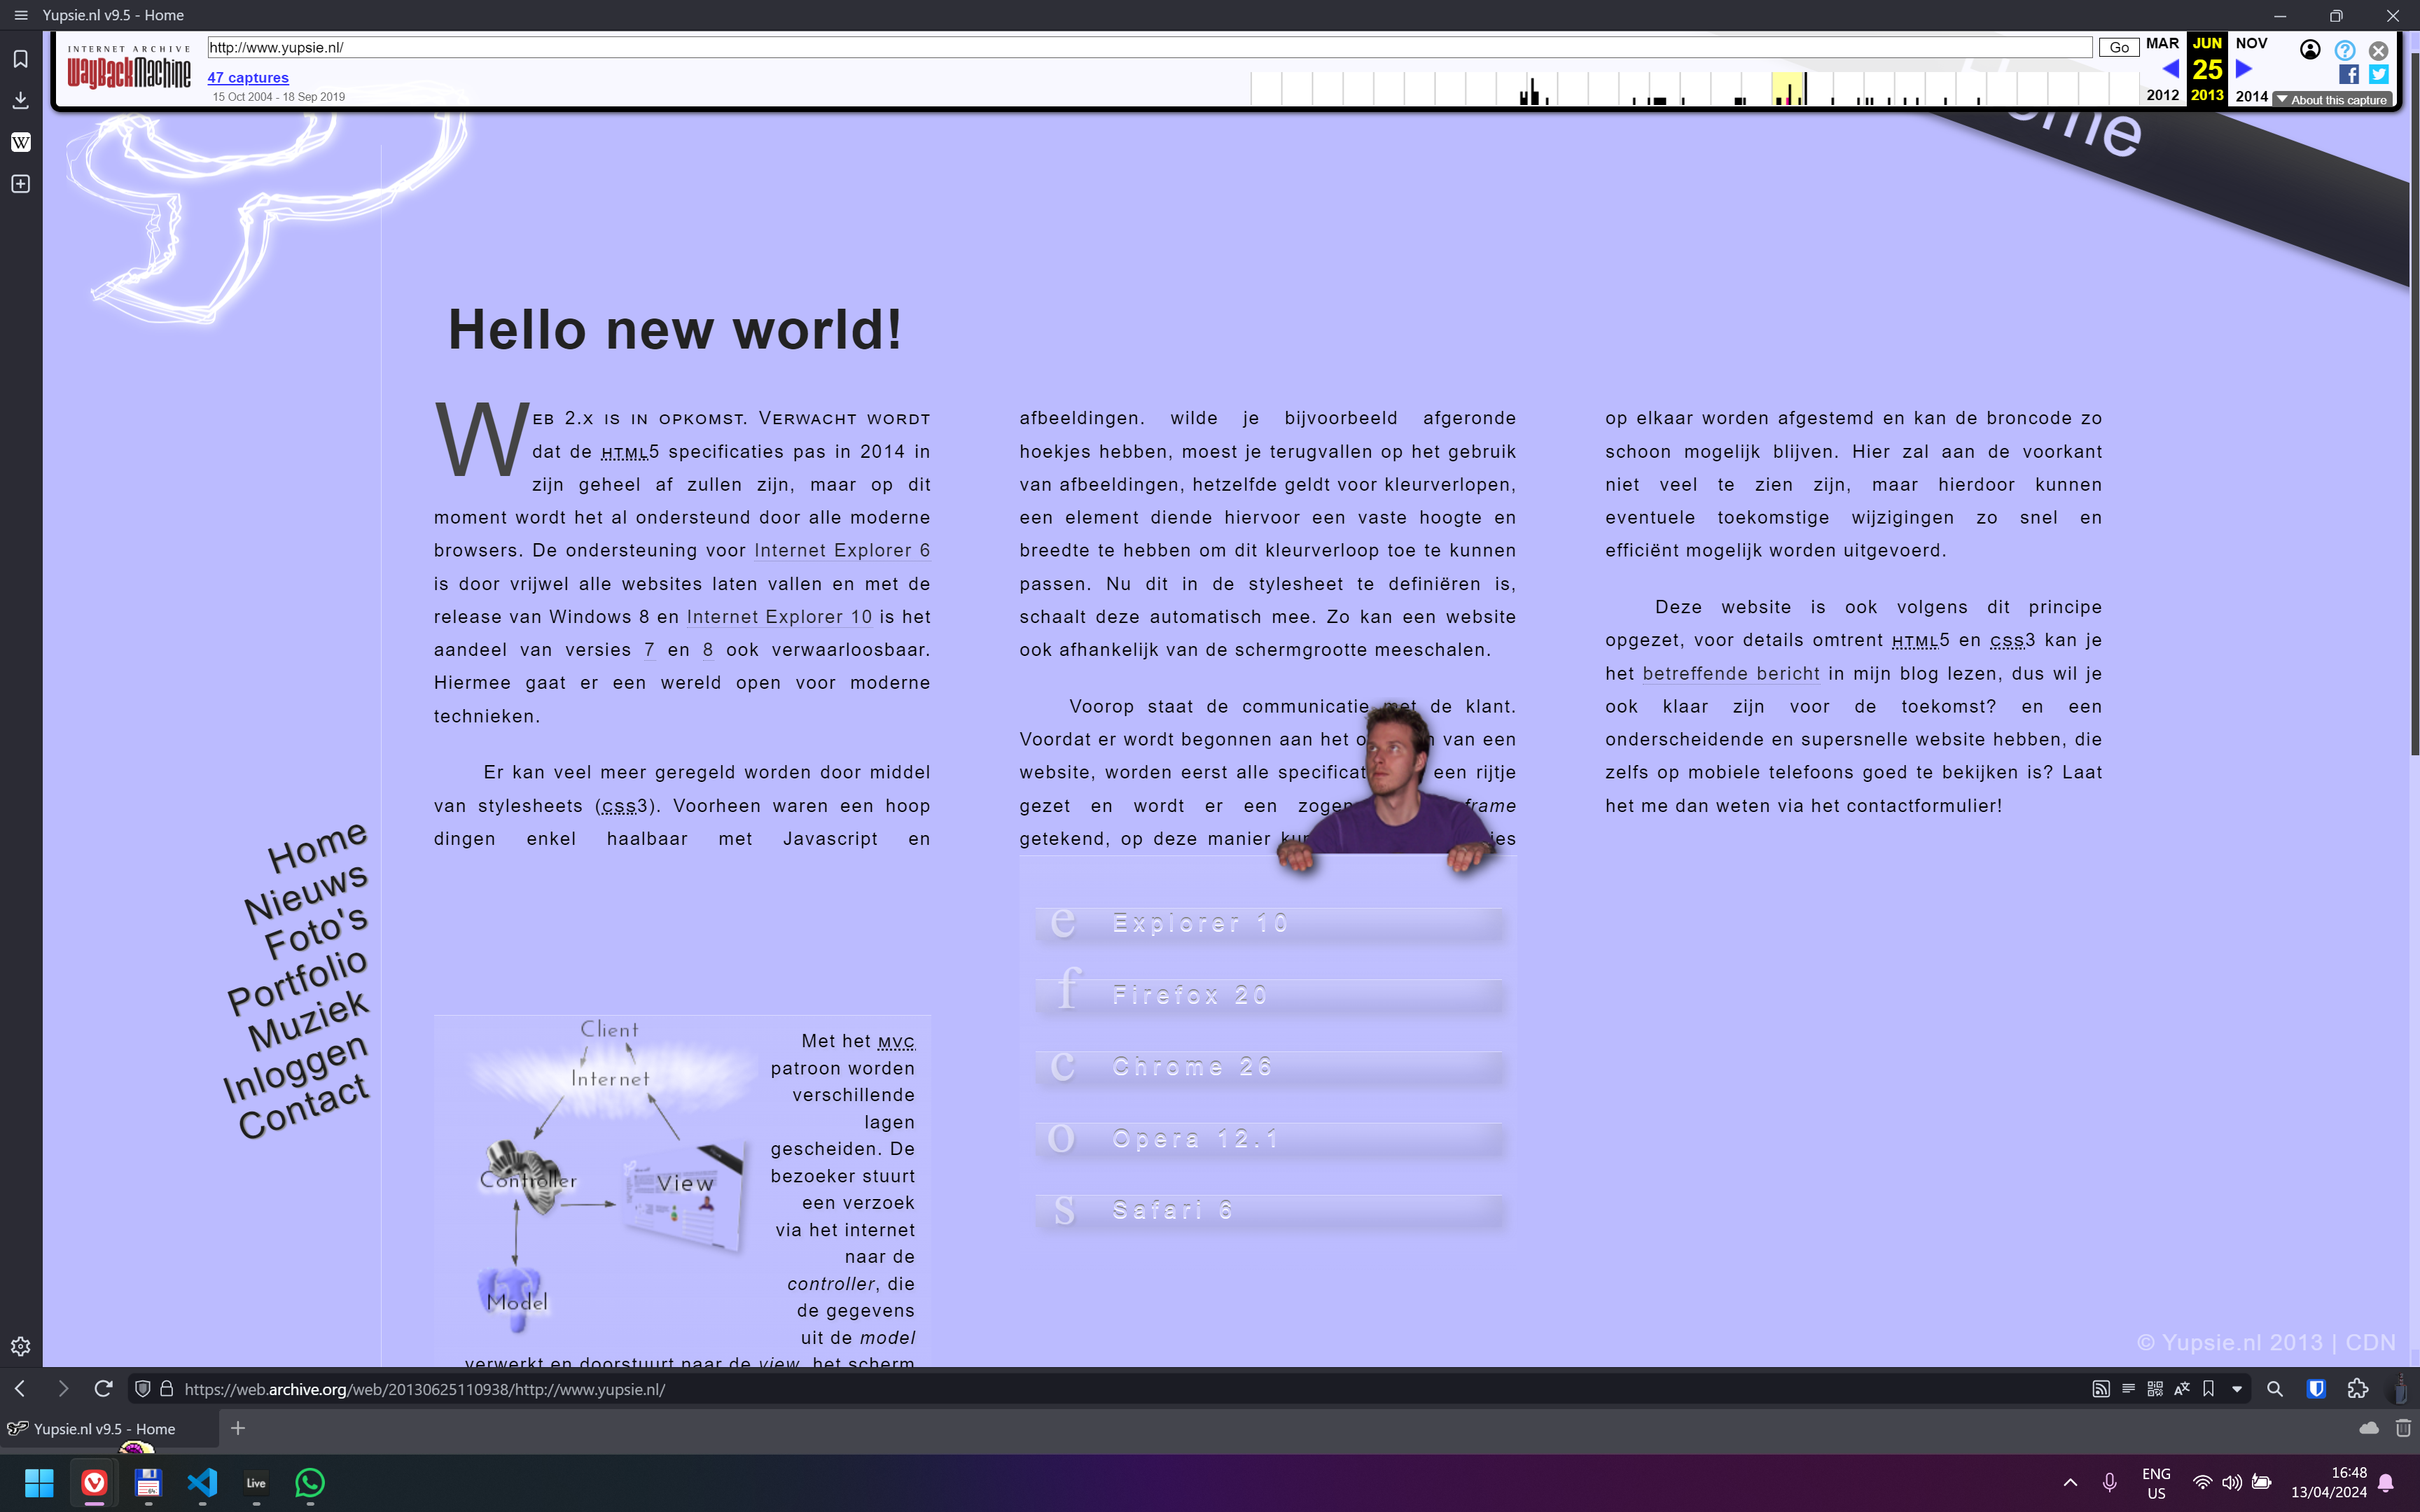 Yupsie.nl v9.5 - Home
INTERNET ARCHIVE
WayBackMachine
http://www.yupsie.nl/
Go
47 captures
15 Oct 2004 - 18 Sep 2019
MAR
JUN
NOV
25
2012
2013
2014
About this capture
Hello new world!
WEB 2.X IS IN OPKOMST. VERWACHT WORDT
dat de HTML5 specificaties pas in 2014 in
zijn geheel af zullen zijn, maar op dit
moment wordt het al ondersteund door alle moderne
browsers. De ondersteuning voor Internet Explorer 6
is door vrijwel alle websites laten vallen en met de
release van Windows 8 en Internet Explorer 10 is het
aandeel van versies 7 en 8 ook verwaarloosbaar.
Hiermee gaat er een wereld open voor moderne
technieken.
Er kan veel meer geregeld worden door middel
van stylesheets (CSS3). Voorheen waren een hoop
dingen enkel haalbaar met Javascript en
afbeeldingen. wilde je bijvoorbeeld afgeronde
hoekjes hebben, moest je terugvallen op het gebruik
van afbeeldingen, hetzelfde geldt voor kleurverlopen,
een element diende hiervoor een vaste hoogte en
breedte te hebben om dit kleurverloop toe te kunnen
passen. Nu dit in de stylesheet te definiëren is,
schaalt deze automatisch mee. Zo kan een website
ook afhankelijk van de schermgrootte meeschalen.
Voorop staat de communicatie met de klant.
Voordat er wordt begonnen aan het van een
website, worden eerst alle een rijtje
gezet en wordt er een
getekend, op deze manier
op elkaar worden afgestemd en kan de broncode zo
schoon mogelijk blijven. Hier zal aan de voorkant
niet veel te zien zijn, maar hierdoor kunnen
eventuele toekomstige wijzigingen zo snel en
efficiënt mogelijk worden uitgevoerd.
Deze website is ook volgens dit principe
opgezet, voor details omtrent HTML5 en CSS3 kan je
het betreffende bericht in mijn blog lezen, dus wil je
ook klaar zijn voor de toekomst? en een
onderscheidende en supersnelle website hebben, die
zelfs op mobiele telefoons goed te bekijken is? Laat
het me dan weten via het contactformulier!
Home
Nieuws
Foto's
Portfolio
Muziek
Inloggen
Contact
Client
Internet
Controller
View
Model
Met het MVC
patroon worden
verschillende
lagen
gescheiden. De
bezoeker stuurt
een verzoek
via het internet
naar de
controller, die
de gegevens
uit de model
verwerkt en doorstuurt naar de view, het scherm
e Explorer 10
f Firefox 20
c Chrome 26
o Opera 12.1
s Safari 6
© Yupsie.nl 2013 | CDN
https://web.archive.org/web/20130625110938/http://www.yupsie.nl/
Yupsie.nl v9.5 - Home
Live
ENG
US
16:48
13/04/2024